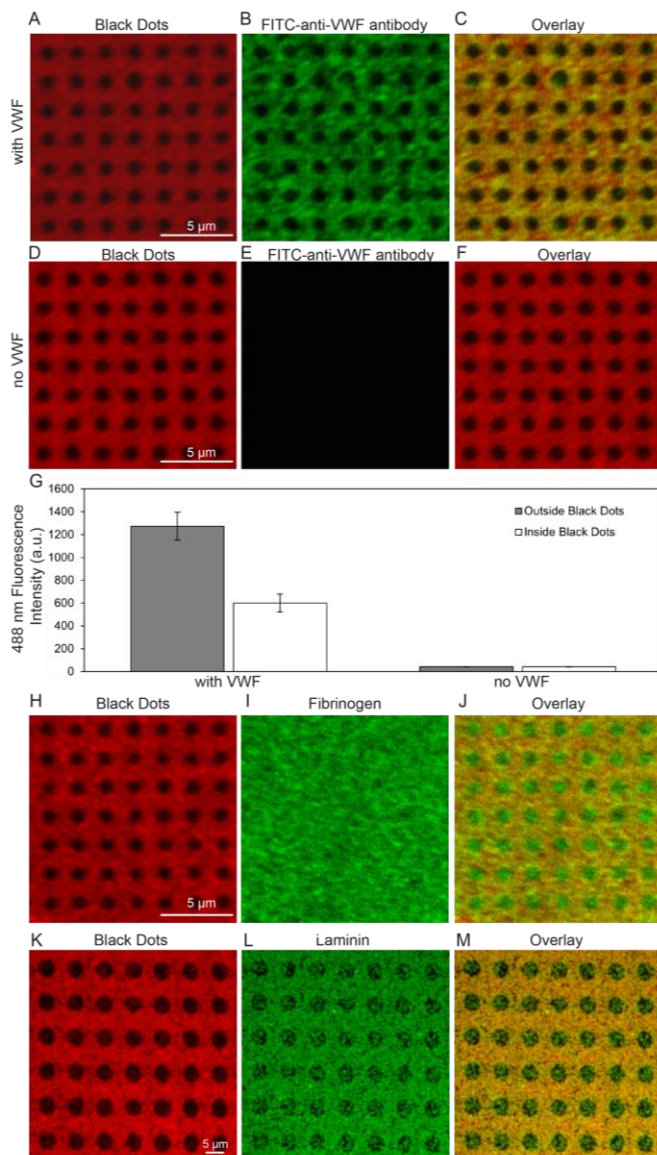 A Black Dots B FITC-anti-VWF antibody C Overlay
with VWF
5 µm
D Black Dots E FITC-anti-VWF antibody F Overlay
no VWF
5 µm
G
488 nm Fluorescence
Intensity (a.u.)
1600
1400
1200
1000
800
600
400
200
0
Outside Black Dots
Inside Black Dots
with VWF no VWF
H Black Dots I Fibrinogen J Overlay
5 µm
K Black Dots L Laminin M Overlay
5 µm